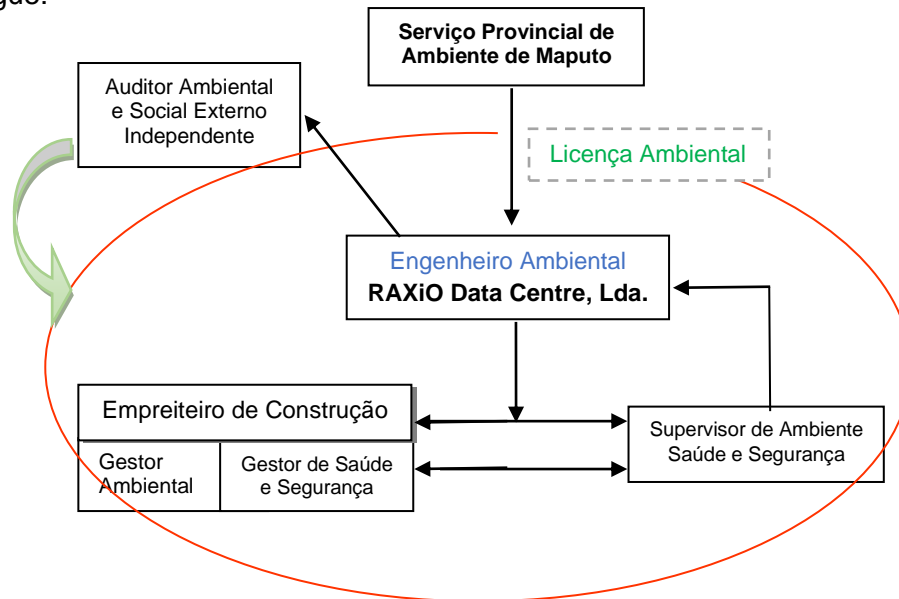 Serviço Provincial de
Ambiente de Maputo
Auditor Ambiental
e Social Externo
Independente
Licença Ambiental
Engenheiro Ambiental
RAXiO Data Centre, Lda.
Empreiteiro de Construção
Gestor
Ambiental
Gestor de Saúde
e Segurança
Supervisor de Ambiente
Saúde e Segurança